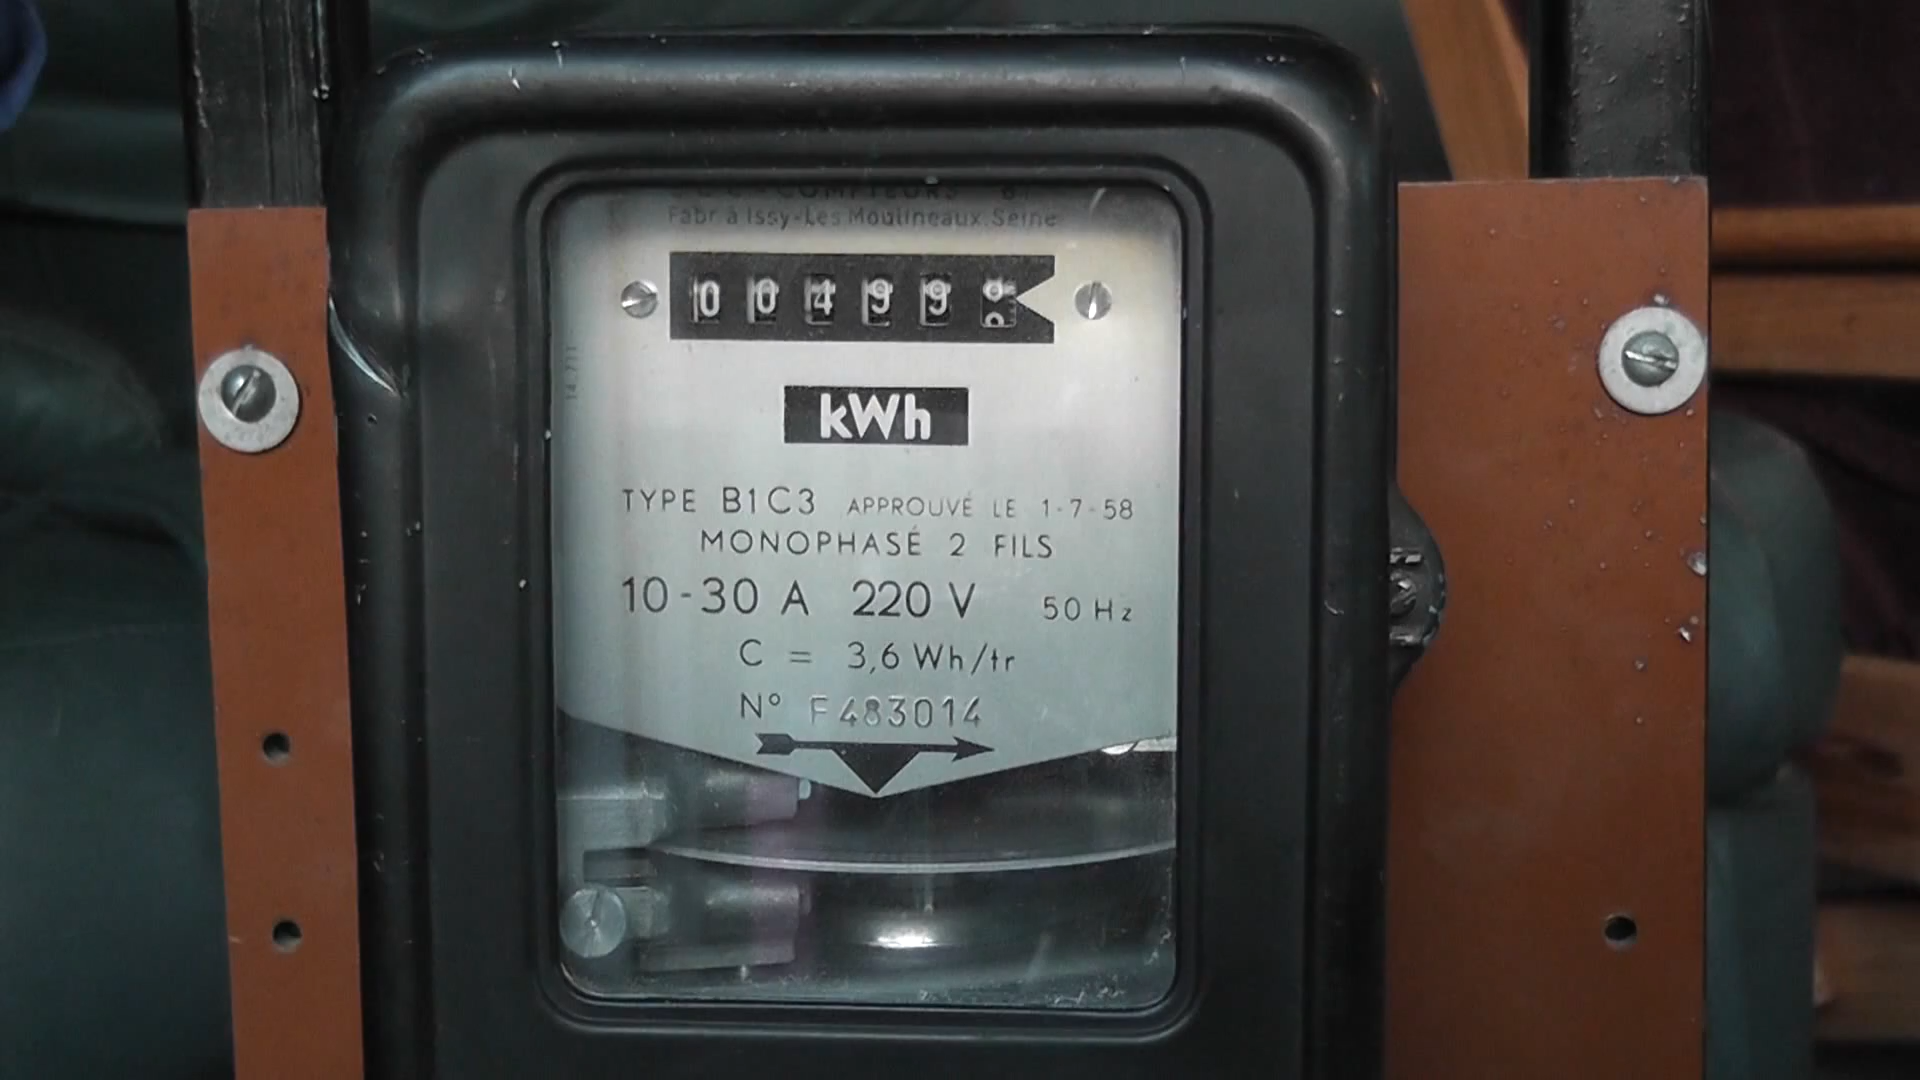 COMPTEURS
Fabr. à Issy-Les Moulineaux. Seine
0 0 4 9 9
kWh
TYPE B1C3 APPROUVÉ LE 1-7-58
MONOPHASÉ 2 FILS
10-30 A 220 V 50 Hz
C = 3,6 Wh/tr
N° F483014